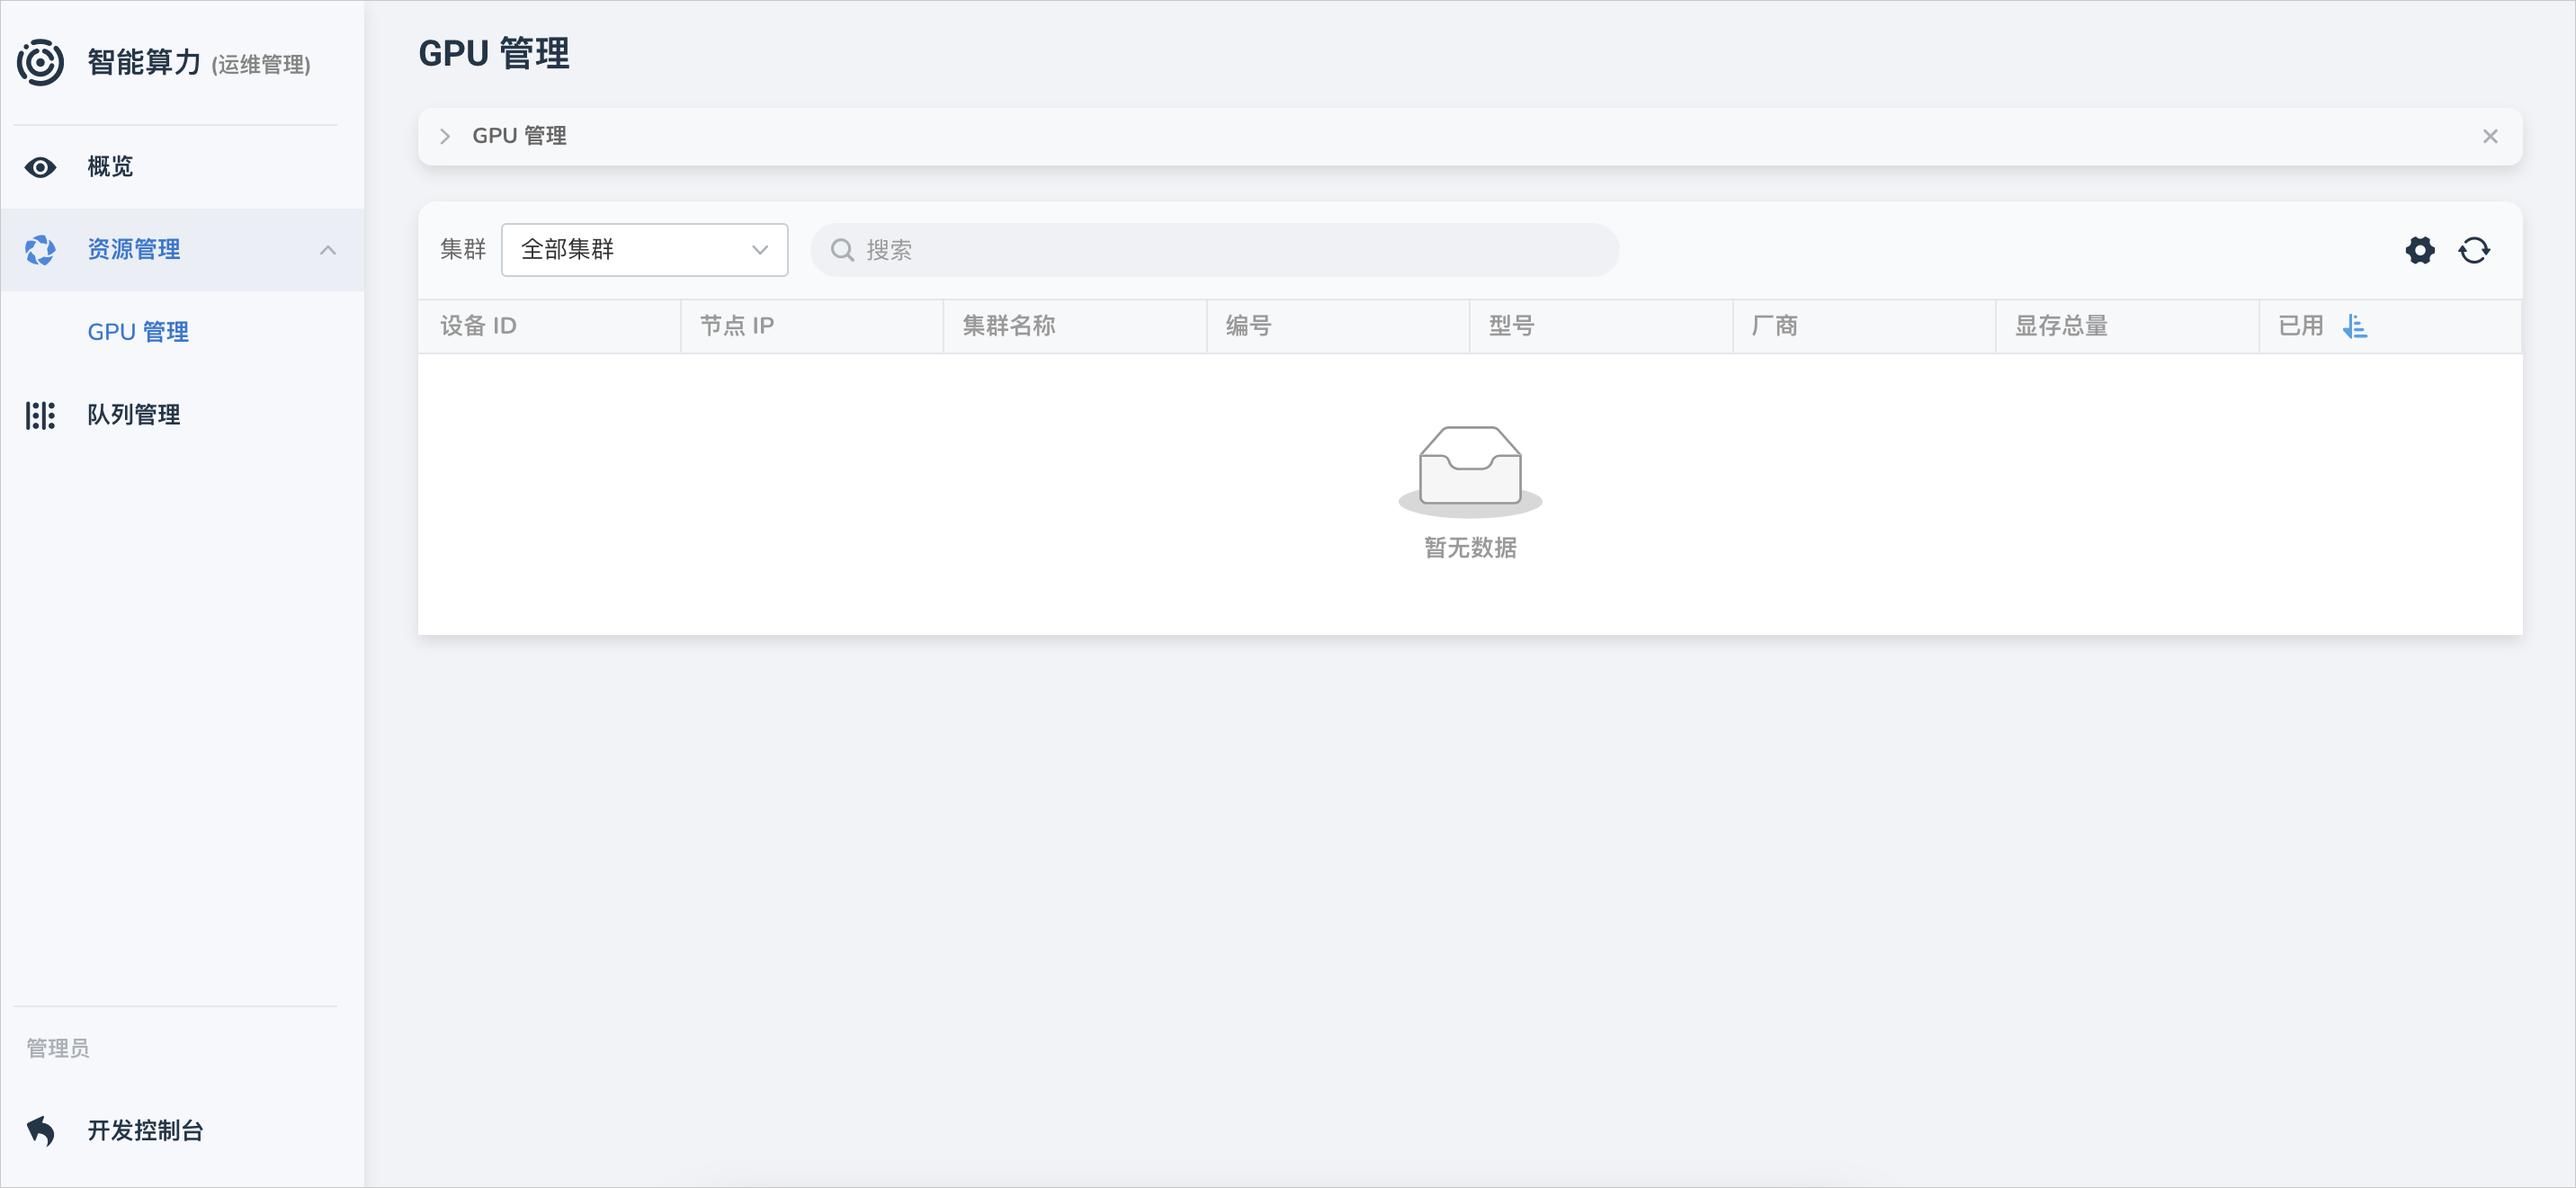 智能算力 (运维管理)
概览
资源管理
GPU 管理
队列管理
管理员
开发控制台
GPU 管理
GPU 管理
集群 全部集群 搜索
设备 ID 节点 IP 集群名称 编号 型号 厂商 显存总量 已用
暂无数据